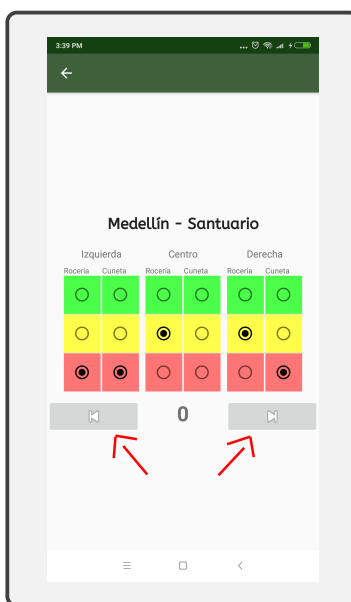 3:39 PM
Medellín - Santuario
Izquierda Centro Derecha
Rocería Cuneta Rocería Cuneta Rocería Cuneta
0